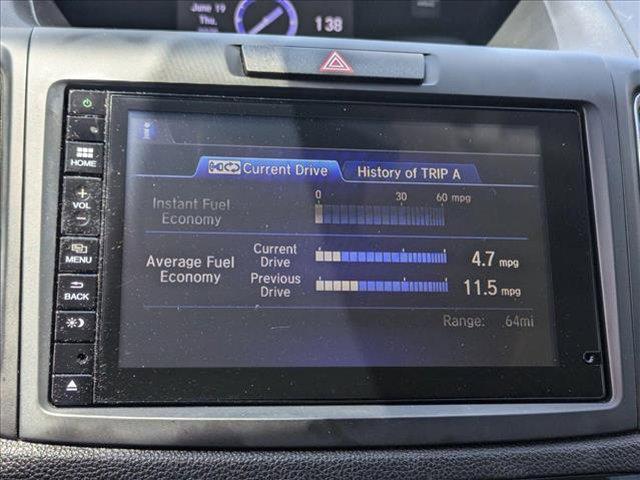 June 19
Thu.
138
Current Drive
History of TRIP A
Instant Fuel
Economy
0 30 60 mpg
Average Fuel
Economy
Current
Drive
4.7 mpg
Previous
Drive
11.5 mpg
Range: 64mi
HOME
+
VOL
−
MENU
BACK